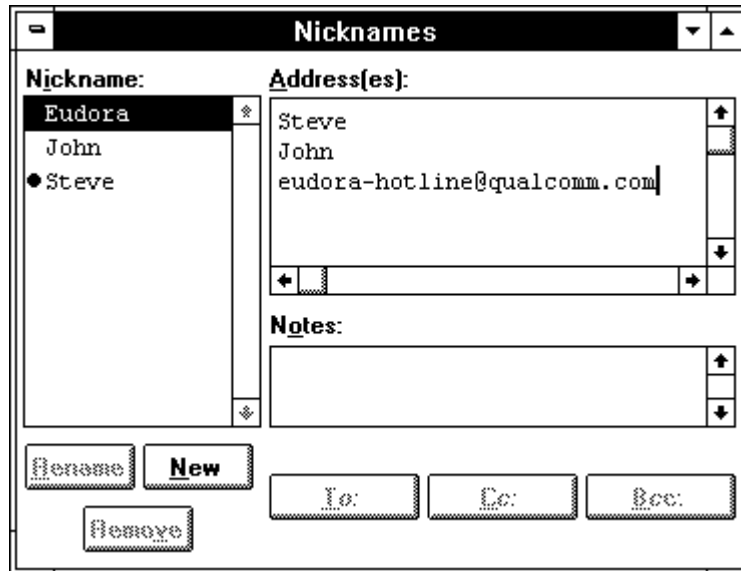 Nicknames
Nickname:
Eudora
John
Steve
Address(es):
Steve
John
eudora-hotline@qualcomm.com
Notes:
Rename
New
Remove
To:
Cc:
Bcc: